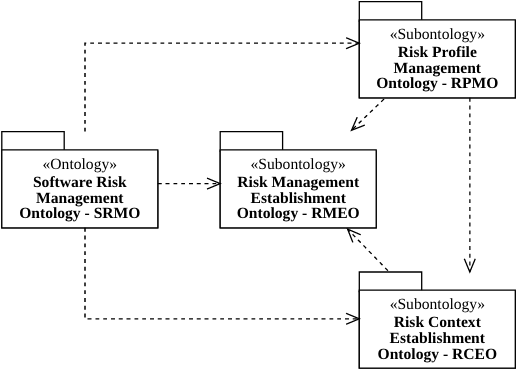 «Subontology»
Risk Profile
Management
Ontology - RPMO
«Ontology»
Software Risk
Management
Ontology - SRMO
«Subontology»
Risk Management
Establishment
Ontology - RMEO
«Subontology»
Risk Context
Establishment
Ontology - RCEO